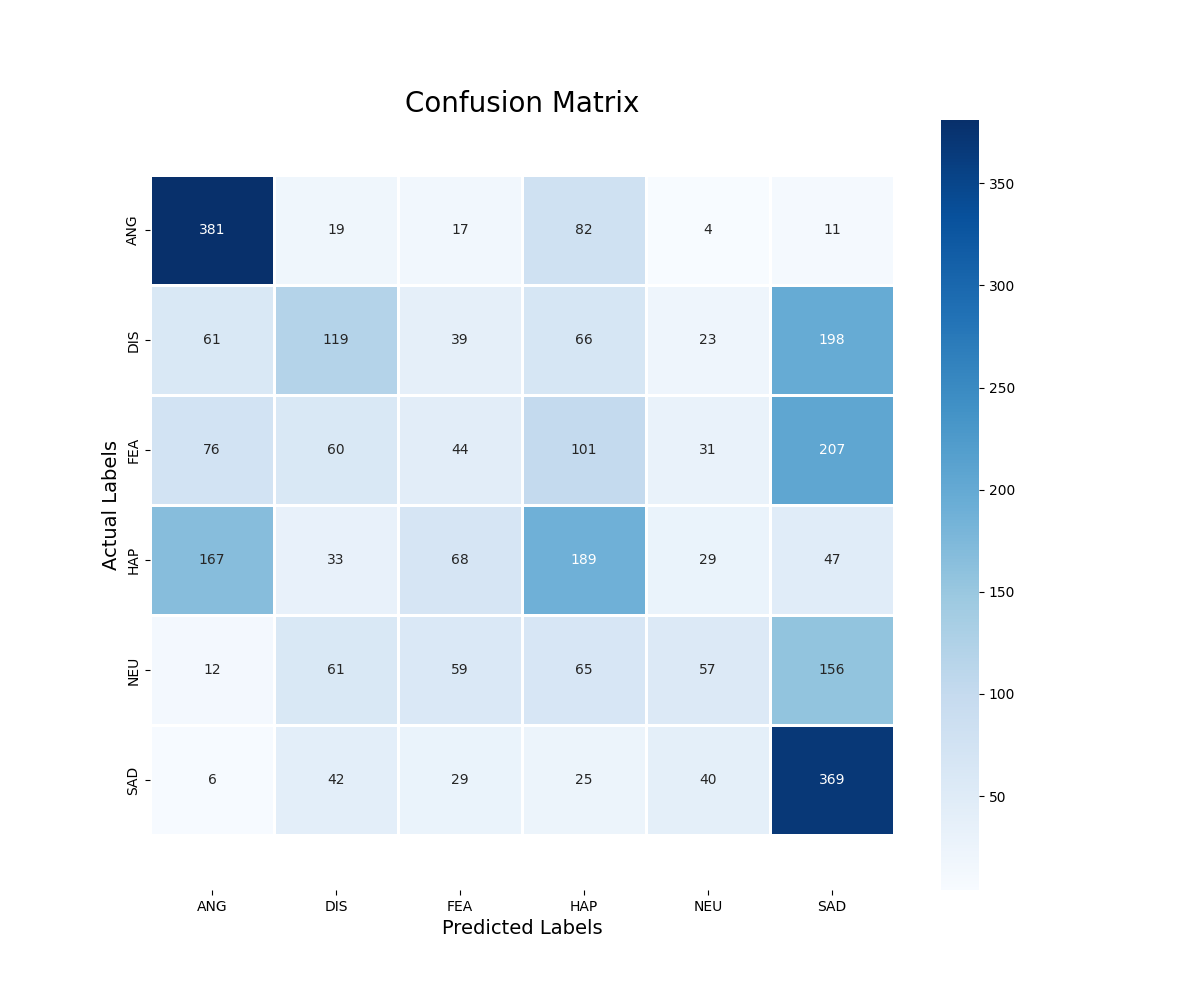 Confusion Matrix
ANG 381 19 17 82 4 11
DIS 61 119 39 66 23 198
FEA 76 60 44 101 31 207
HAP 167 33 68 189 29 47
NEU 12 61 59 65 57 156
SAD 6 42 29 25 40 369
Actual Labels
ANG DIS FEA HAP NEU SAD
Predicted Labels
350
300
250
200
150
100
50